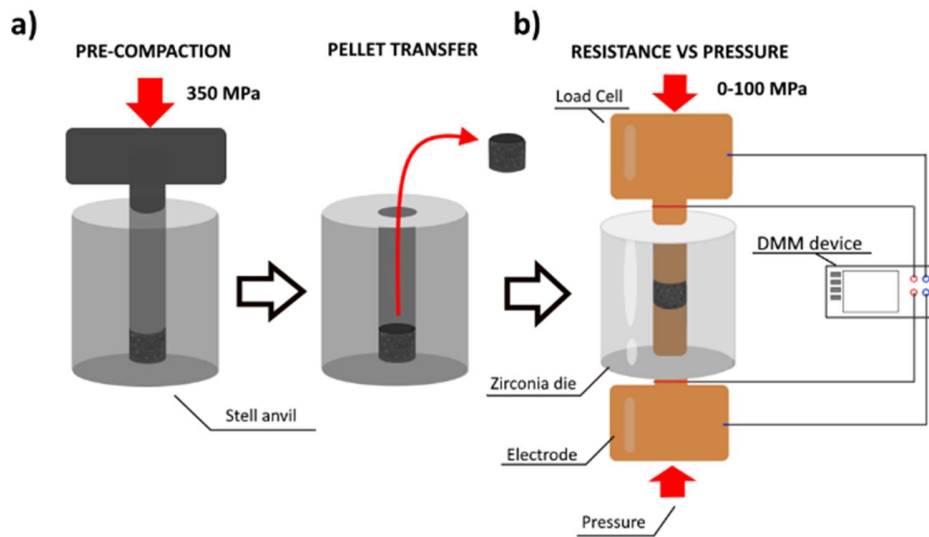 a)
PRE-COMPACTION
350 MPa
PELLET TRANSFER
Stell anvil
b)
RESISTANCE VS PRESSURE
0-100 MPa
Load Cell
DMM device
Zirconia die
Electrode
Pressure